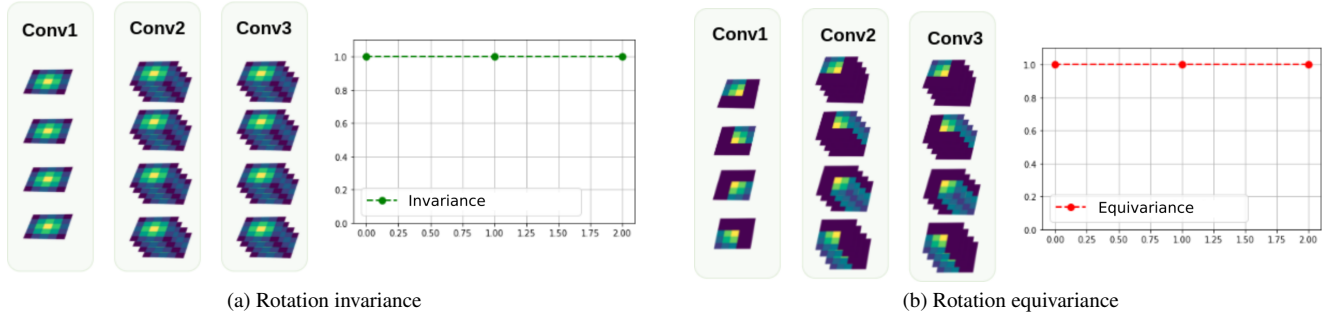 Conv1
Conv2
Conv3
1.0
0.8
0.6
0.4
0.2
0.0
Invariance
0.00 0.25 0.50 0.75 1.00 1.25 1.50 1.75 2.00
(a) Rotation invariance
Conv1
Conv2
Conv3
1.0
0.8
0.6
0.4
0.2
0.0
Equivariance
0.00 0.25 0.50 0.75 1.00 1.25 1.50 1.75 2.00
(b) Rotation equivariance